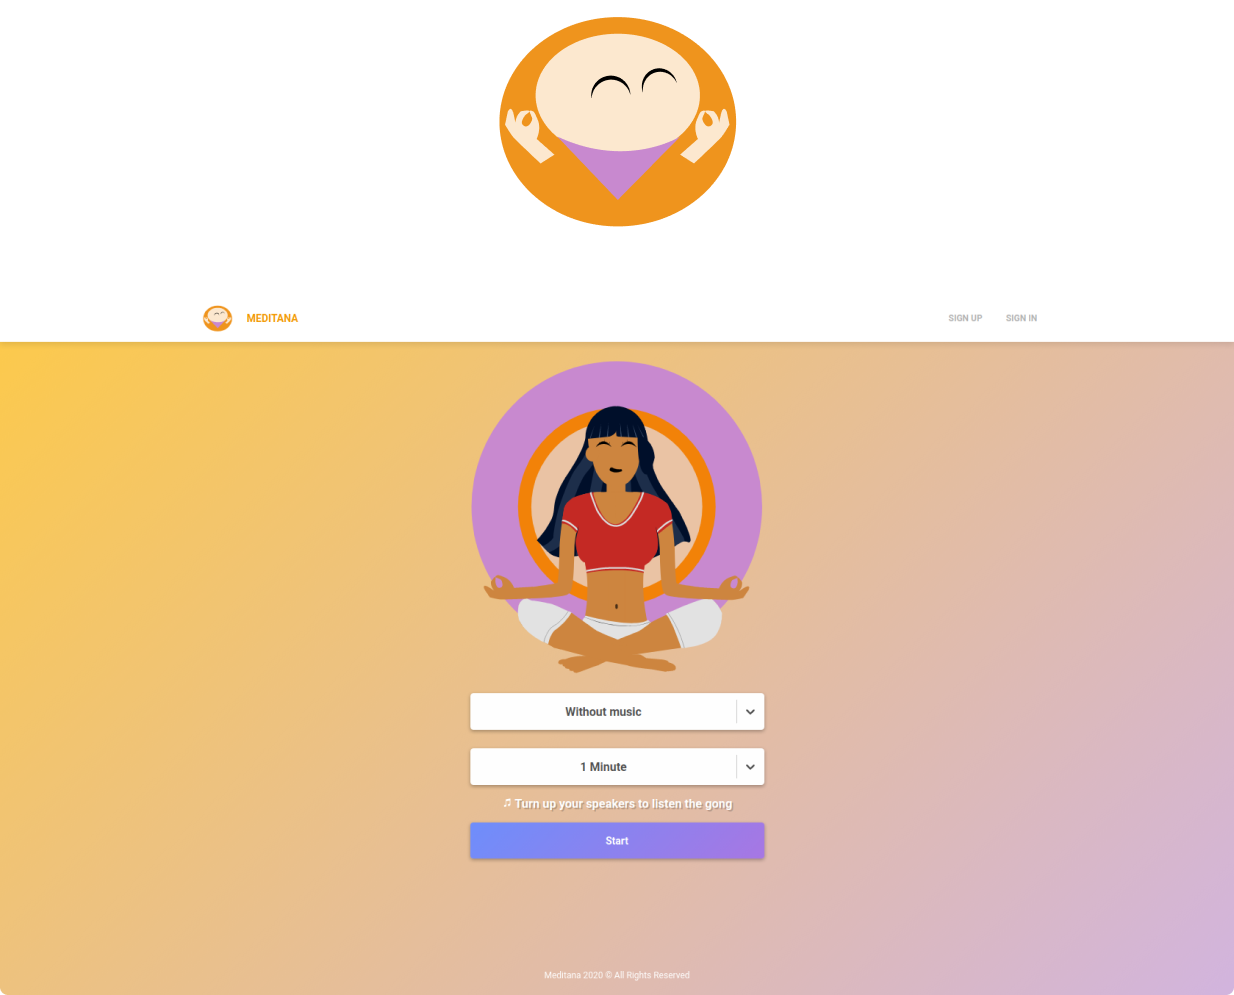 MEDITANA
SIGN UP
SIGN IN
Without music
1 Minute
♫ Turn up your speakers to listen the gong
Start
Meditana 2020 © All Rights Reserved